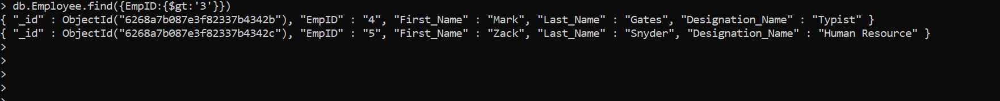 > db.Employee.find({EmpID:{$gt:'3'}})
{ "_id" : ObjectId("6268a7b087e3f82337b4342b"), "EmpID" : "4", "First_Name" : "Mark", "Last_Name" : "Gates", "Designation_Name" : "Typist" }
{ "_id" : ObjectId("6268a7b087e3f82337b4342c"), "EmpID" : "5", "First_Name" : "Zack", "Last_Name" : "Snyder", "Designation_Name" : "Human Resource" }
>
>
>
>
>